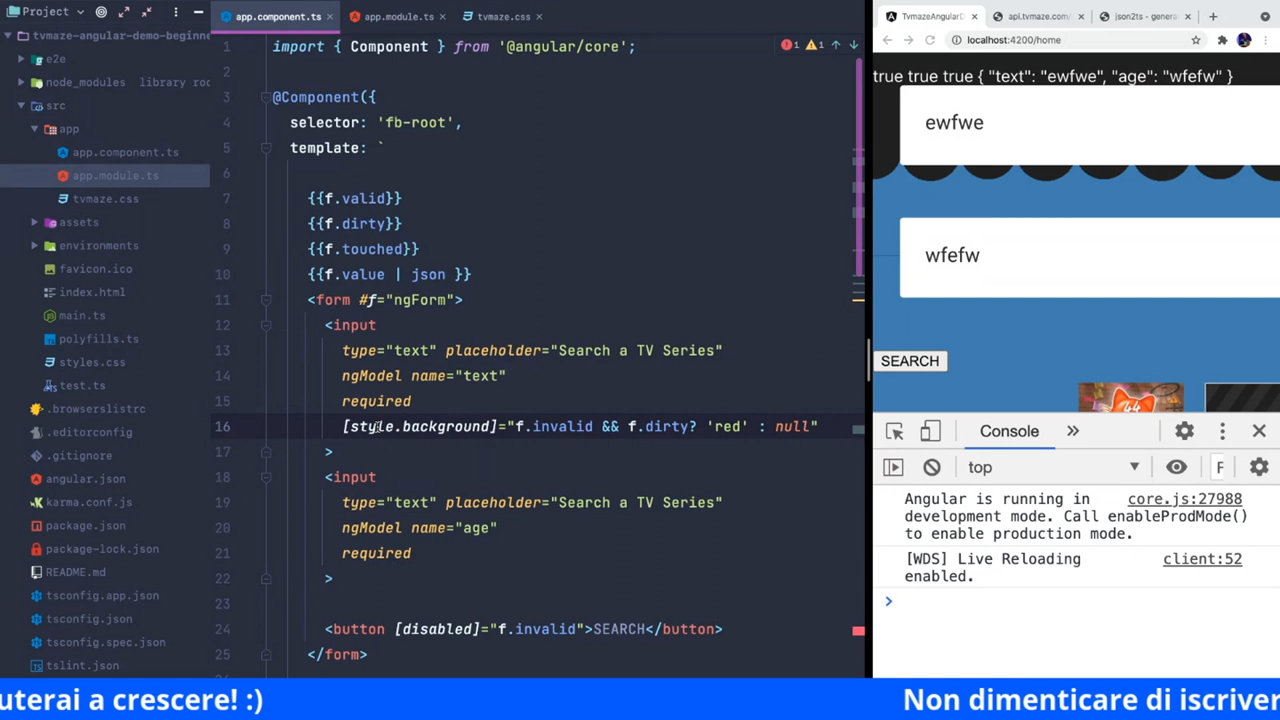 Project
app.component.ts
app.module.ts
tvmaze.css
tvmaze-angular-demo-beginne
e2e
node_modules library roo
src
app
app.component.ts
app.module.ts
tvmaze.css
assets
environments
favicon.ico
index.html
main.ts
polyfills.ts
styles.css
test.ts
.browserslistrc
.editorconfig
.gitignore
angular.json
karma.conf.js
package.json
package-lock.json
README.md
tsconfig.app.json
tsconfig.json
tsconfig.spec.json
tslint.json
1 import { Component } from '@angular/core';
2
3 @Component({
4 selector: 'fb-root',
5 template: `
6
7 {{f.valid}}
8 {{f.dirty}}
9 {{f.touched}}
10 {{f.value | json }}
11 <form #f="ngForm">
12 <input
13 type="text" placeholder="Search a TV Series"
14 ngModel name="text"
15 required
16 [style.background]="f.invalid && f.dirty? 'red' : null"
17 >
18 <input
19 type="text" placeholder="Search a TV Series"
20 ngModel name="age"
21 required
22 >
23
24 <button [disabled]="f.invalid">SEARCH</button>
25 </form>
1 1
TvmazeAngularD
api.tvmaze.com/s
json2ts - genera
localhost:4200/home
true true true { "text": "ewfwe", "age": "wfefw" }
ewfwe
wfefw
SEARCH
Console
top
F
Angular is running in core.js:27988
development mode. Call enableProdMode()
to enable production mode.
[WDS] Live Reloading client:52
enabled.
uterai a crescere! :)
Non dimenticare di iscriver